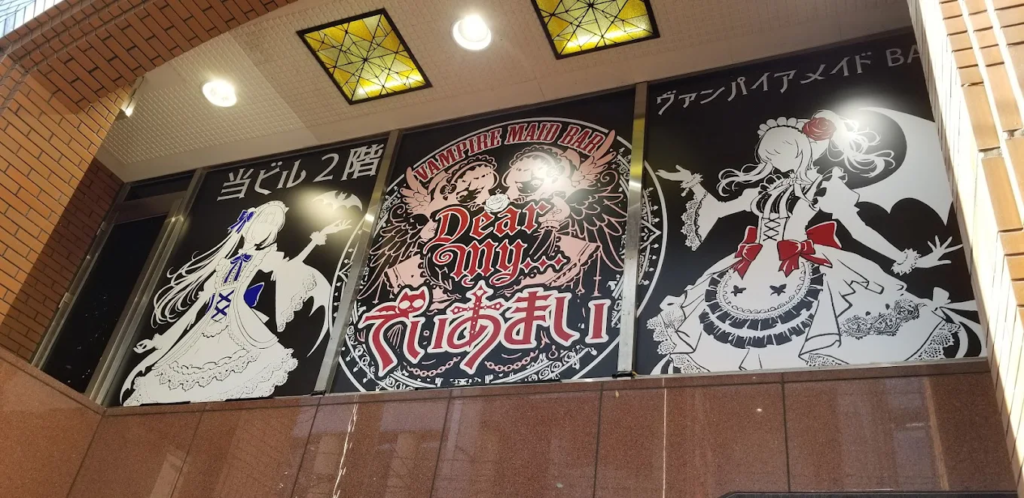 当ビル2階
VAMPIRE MAID BAR
Dear
My...
でぃあまい
ヴァンパイアメイド BA